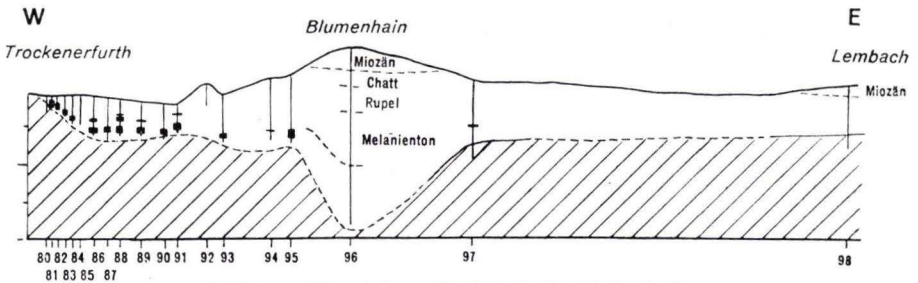 W E
Blumenhain
Trockenerfurth Lembach
Miozän
Chatt
Miozän
Rupel
Melanienton
80 82 84 86 88 89 90 91 92 93 94 95 96 97 98
81 83 85 87